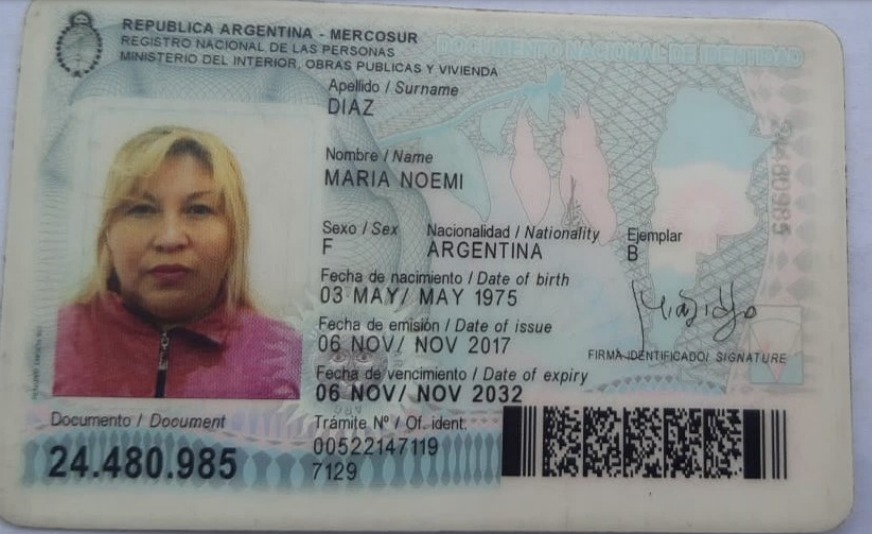 REPUBLICA ARGENTINA - MERCOSUR
REGISTRO NACIONAL DE LAS PERSONAS
MINISTERIO DEL INTERIOR, OBRAS PUBLICAS Y VIVIENDA
DOCUMENTO NACIONAL DE IDENTIDAD
Apellido / Surname
DIAZ
Nombre / Name
MARIA NOEMI
Sexo / Sex Nacionalidad / Nationality Ejemplar
F ARGENTINA B
Fecha de nacimiento / Date of birth
03 MAY/ MAY 1975
Fecha de emisión / Date of issue
06 NOV/ NOV 2017
FIRMA IDENTIFICADO/ SIGNATURE
Fecha de vencimiento / Date of expiry
06 NOV/ NOV 2032
Documento / Document Trámite Nº / Of. ident.
24.480.985 00522147119
7129